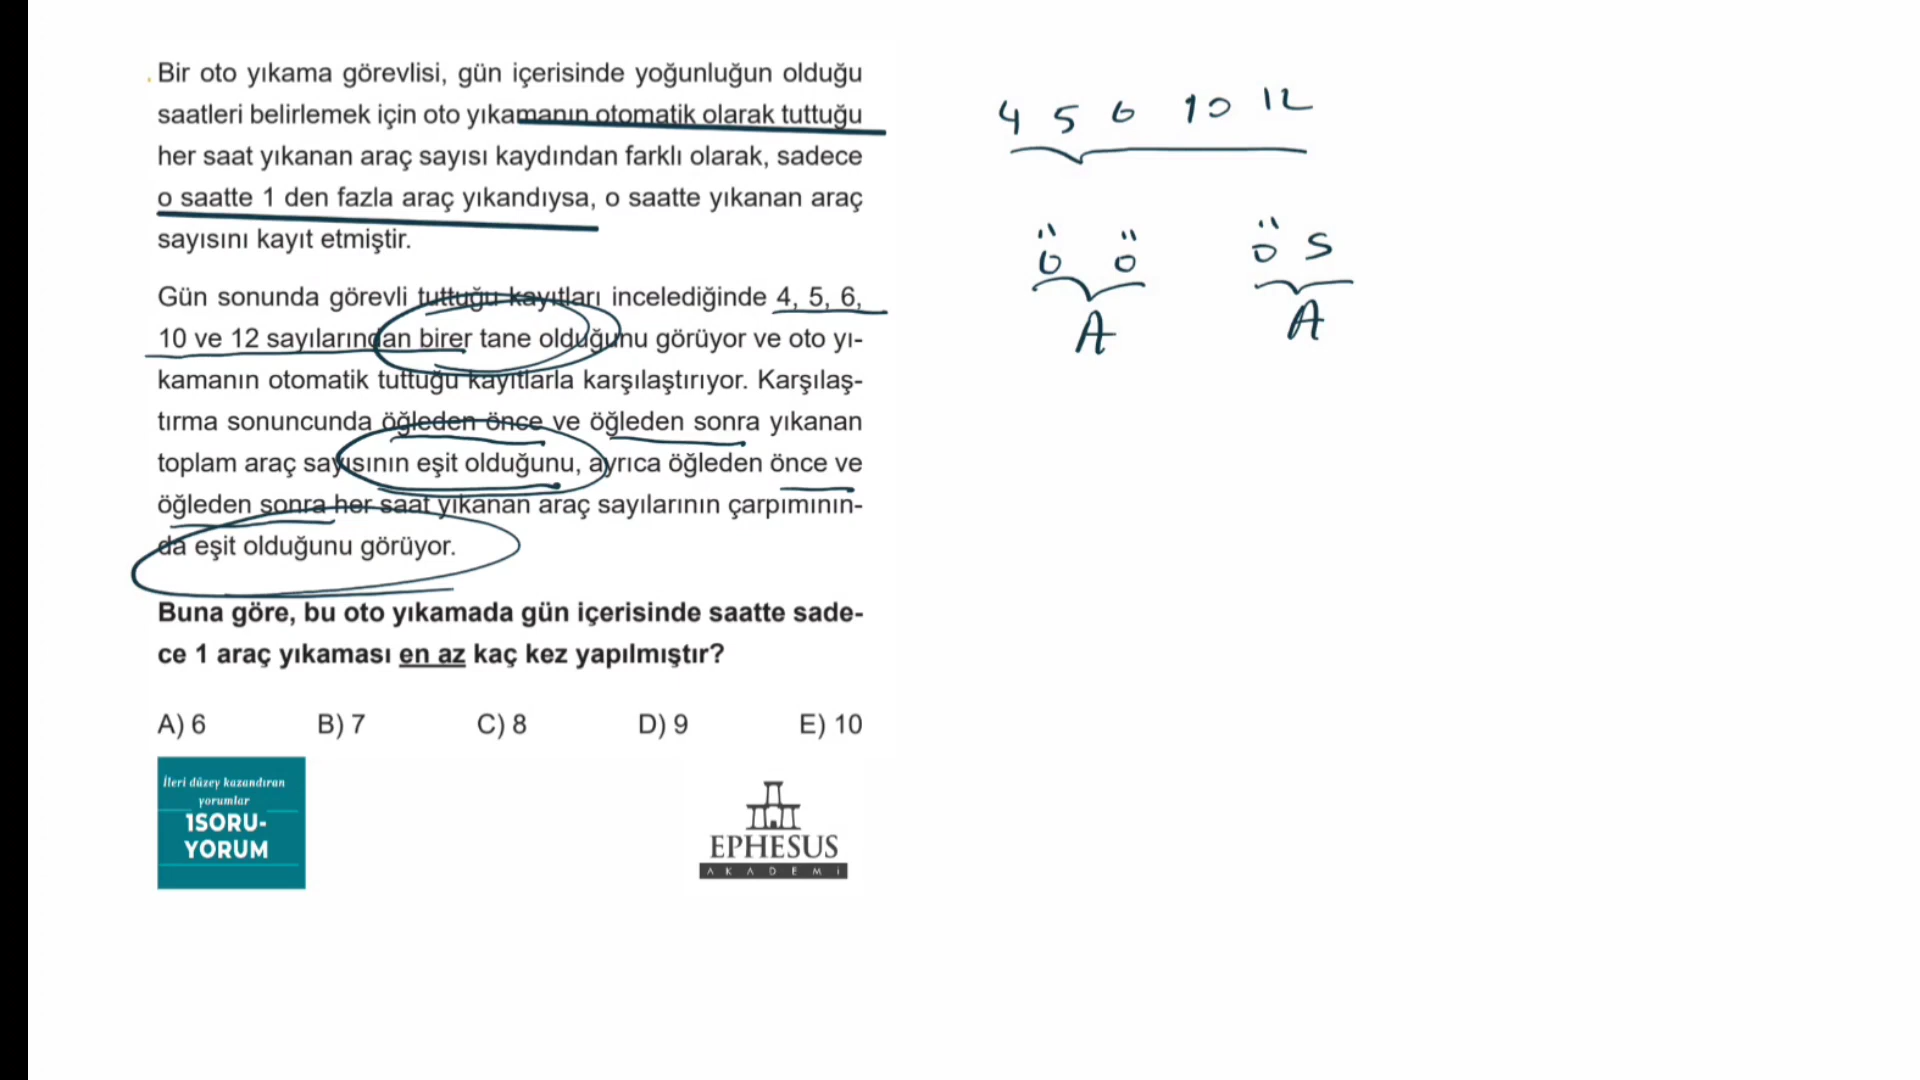 Bir oto yıkama görevlisi, gün içerisinde yoğunluğun olduğu
saatleri belirlemek için oto yıkamanın otomatik olarak tuttuğu
her saat yıkanan araç sayısı kaydından farklı olarak, sadece
o saatte 1 den fazla araç yıkandıysa, o saatte yıkanan araç
sayısını kayıt etmiştir.
Gün sonunda görevli tuttuğu kayıtları incelediğinde 4, 5, 6,
10 ve 12 sayılarından birer tane olduğunu görüyor ve oto yı-
kamanın otomatik tuttuğu kayıtlarla karşılaştırıyor. Karşılaş-
tırma sonuncunda öğleden önce ve öğleden sonra yıkanan
toplam araç sayısının eşit olduğunu, ayrıca öğleden önce ve
öğleden sonra her saat yıkanan araç sayılarının çarpımının-
da eşit olduğunu görüyor.
Buna göre, bu oto yıkamada gün içerisinde saatte sade-
ce 1 araç yıkaması en az kaç kez yapılmıştır?
A) 6 B) 7 C) 8 D) 9 E) 10
İleri düzey kazandıran
yorumlar
1SORU-
YORUM
EPHESUS
AKADEMİ
4 5 6 10 12
Ö Ö Ö S
A A